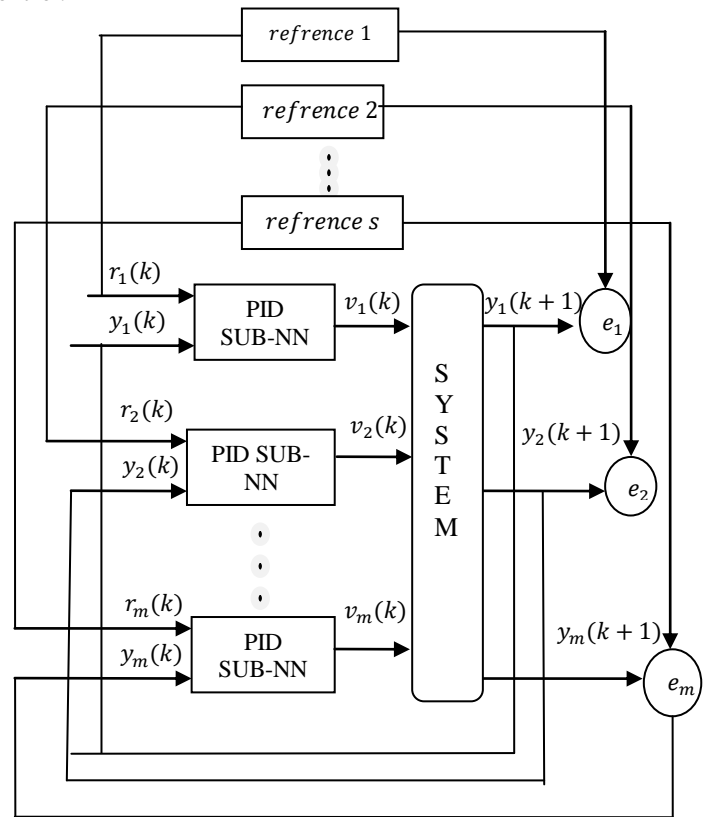 refrence 1
refrence 2
refrence s
r₁(k)
PID
SUB-NN
v₁(k)
y₁(k + 1)
e₁
y₁(k)
S
Y
S
T
E
M
r₂(k)
PID SUB-
NN
v₂(k)
y₂(k + 1)
e₂
y₂(k)
rₘ(k)
PID
SUB-NN
vₘ(k)
yₘ(k + 1)
eₘ
yₘ(k)